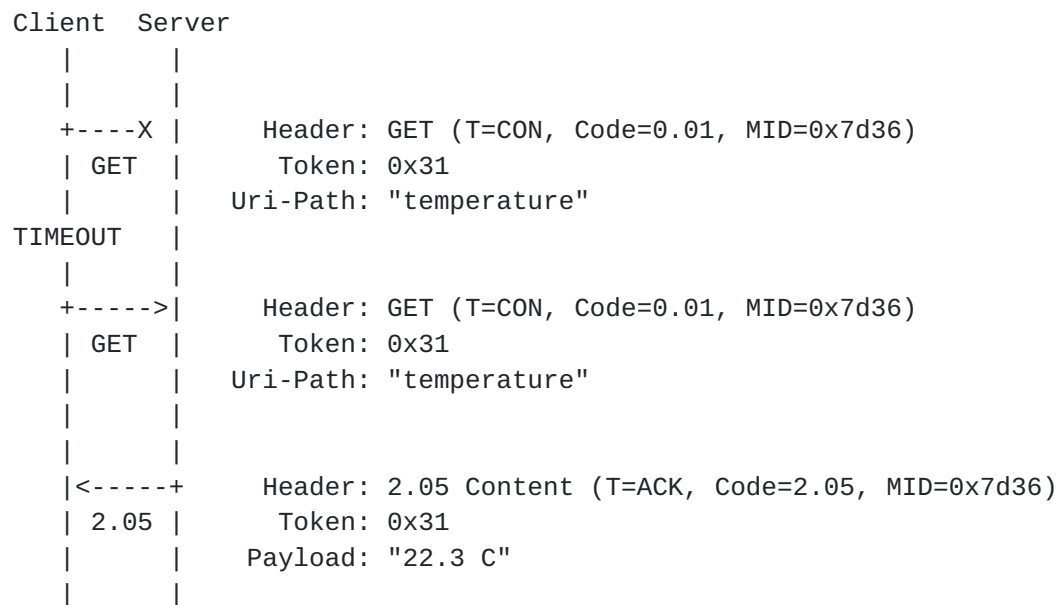 Client  Server
   |      |
   |      |
   +----X |     Header: GET (T=CON, Code=0.01, MID=0x7d36)
   | GET  |      Token: 0x31
   |      |   Uri-Path: "temperature"
TIMEOUT   |
   |      |
   +----->|     Header: GET (T=CON, Code=0.01, MID=0x7d36)
   | GET  |      Token: 0x31
   |      |   Uri-Path: "temperature"
   |      |
   |      |
   |<-----+     Header: 2.05 Content (T=ACK, Code=2.05, MID=0x7d36)
   | 2.05 |      Token: 0x31
   |      |    Payload: "22.3 C"
   |      |